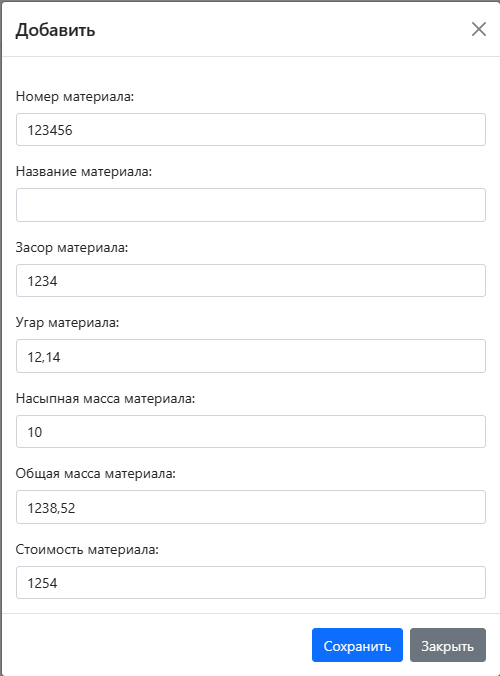 Добавить
Номер материала:
123456
Название материала:
Засор материала:
1234
Угар материала:
12,14
Насыпная масса материала:
10
Общая масса материала:
1238,52
Стоимость материала:
1254
Сохранить Закрыть